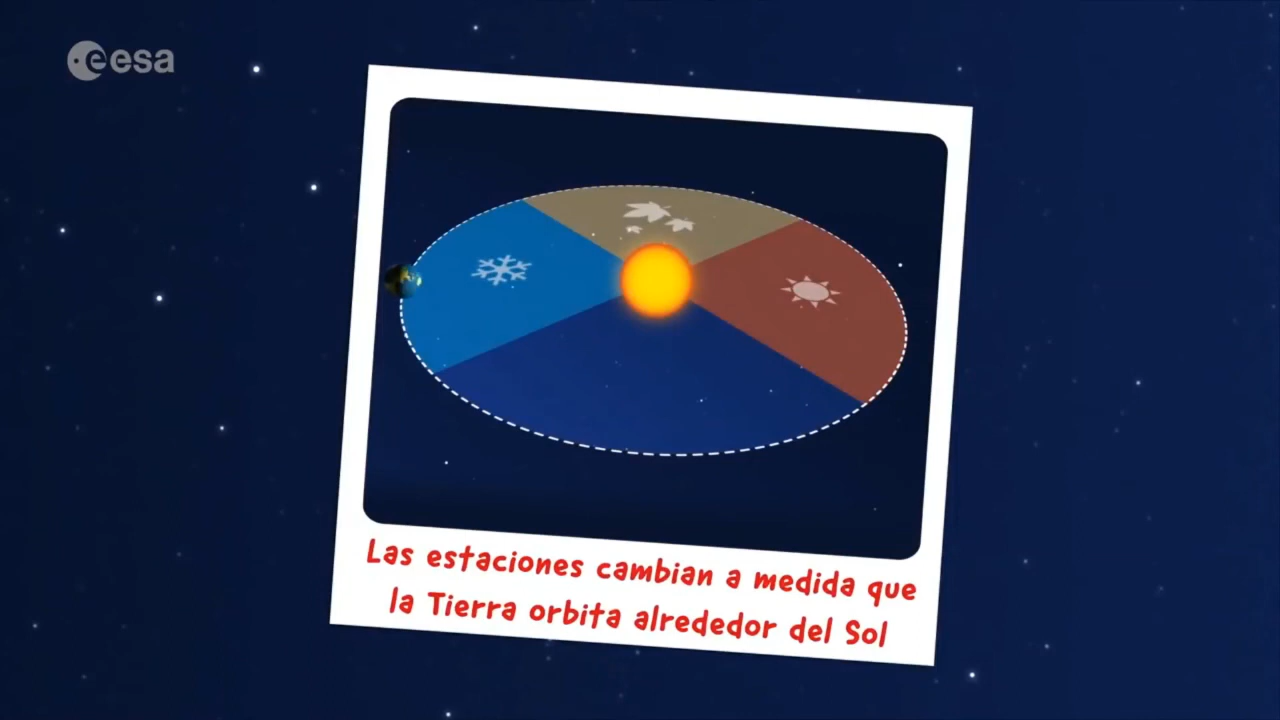 esa
Las estaciones cambian a medida que
la Tierra orbita alrededor del Sol